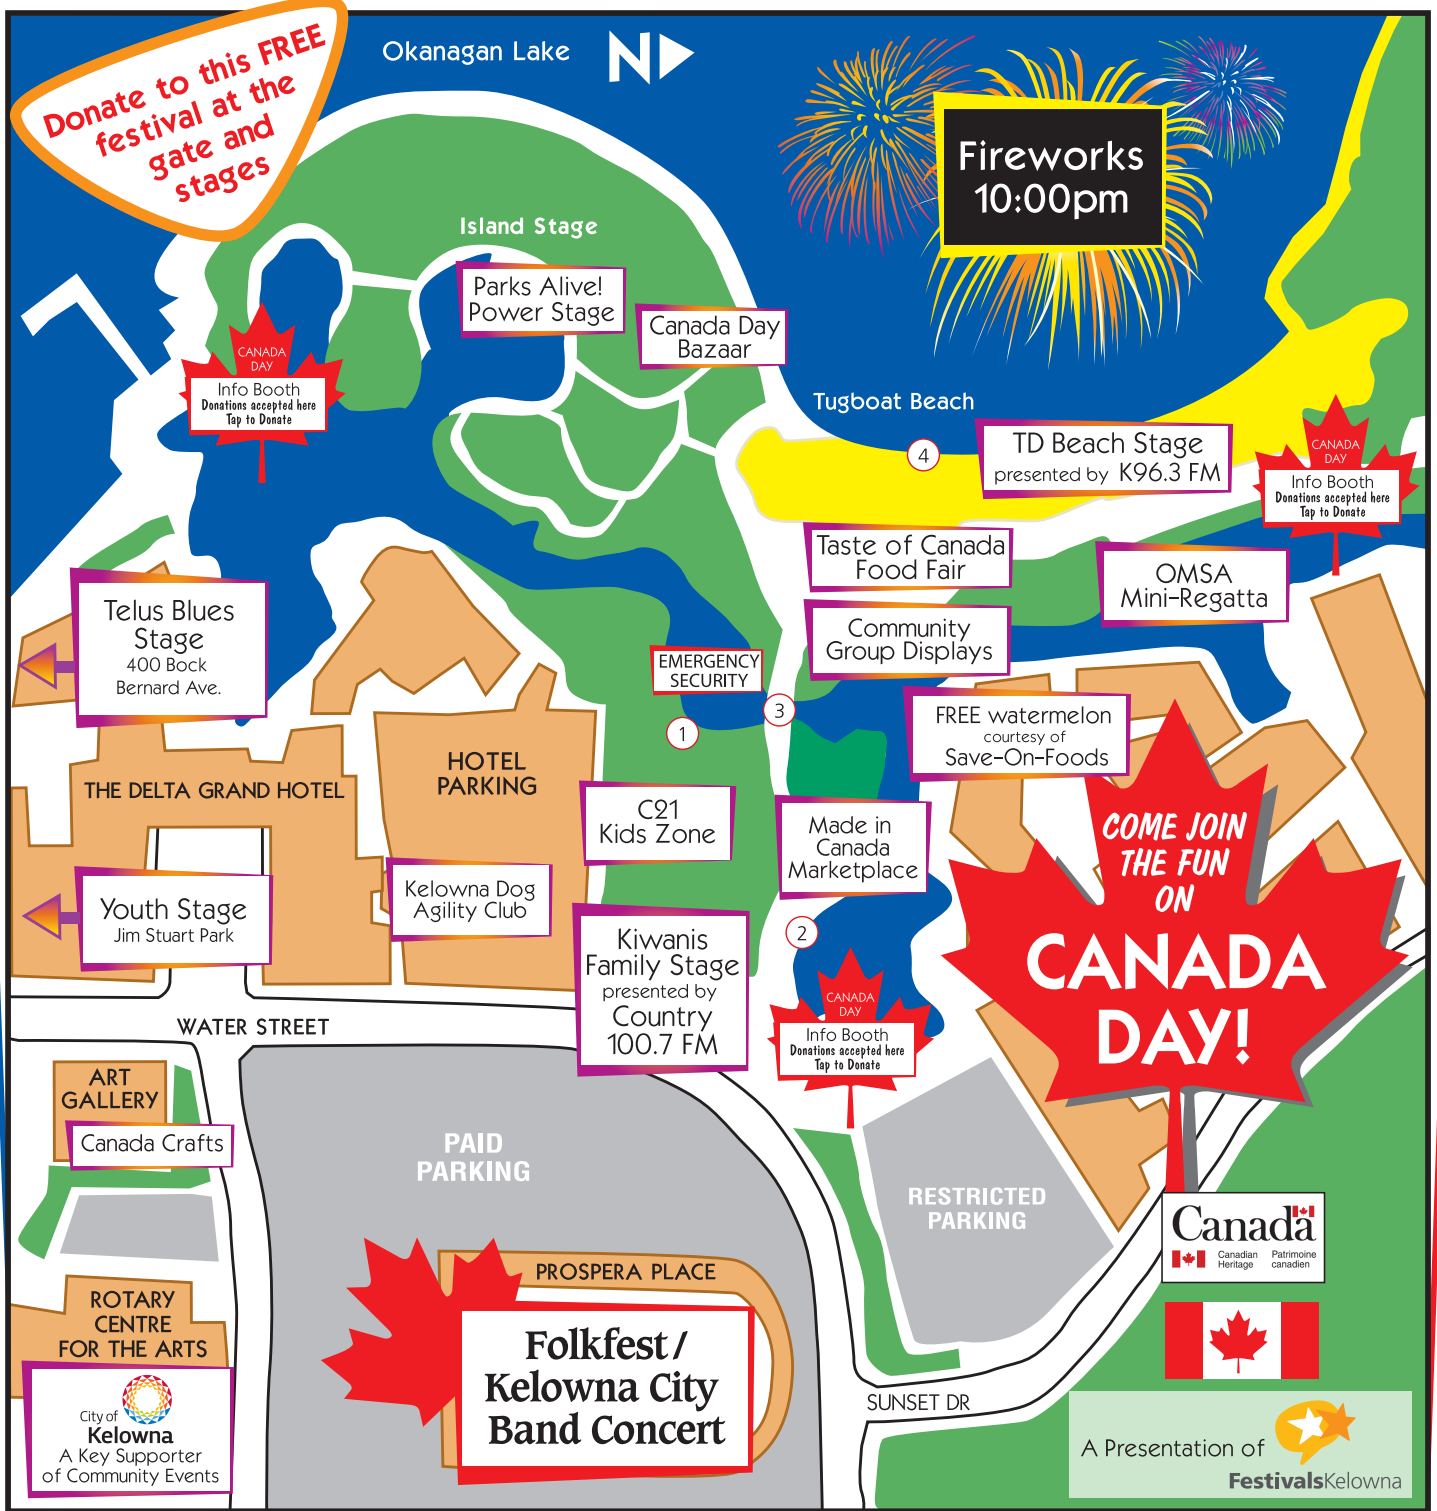 Donate to this FREE
festival at the
gate and
stages
Okanagan Lake
N
Fireworks
10:00pm
Island Stage
Parks Alive!
Power Stage
Canada Day
Bazaar
CANADA
DAY
Info Booth
Donations accepted here
Tap to Donate
Tugboat Beach
4
TD Beach Stage
presented by K96.3 FM
CANADA
DAY
Info Booth
Donations accepted here
Tap to Donate
Taste of Canada
Food Fair
OMSA
Mini-Regatta
Telus Blues
Stage
400 Bock
Bernard Ave.
Community
Group Displays
EMERGENCY
SECURITY
3
1
FREE watermelon
courtesy of
Save-On-Foods
HOTEL
PARKING
THE DELTA GRAND HOTEL
C21
Kids Zone
Made in
Canada
Marketplace
COME JOIN
THE FUN
ON
CANADA
DAY!
Kelowna Dog
Agility Club
Youth Stage
Jim Stuart Park
Kiwanis
Family Stage
presented by
Country
100.7 FM
2
CANADA
DAY
Info Booth
Donations accepted here
Tap to Donate
WATER STREET
ART
GALLERY
Canada Crafts
PAID
PARKING
RESTRICTED
PARKING
Canada
Canadian
Heritage
Patrimoine
canadien
PROSPERA PLACE
Folkfest/
Kelowna City
Band Concert
ROTARY
CENTRE
FOR THE ARTS
City of
Kelowna
A Key Supporter
of Community Events
SUNSET DR
A Presentation of
FestivalsKelowna